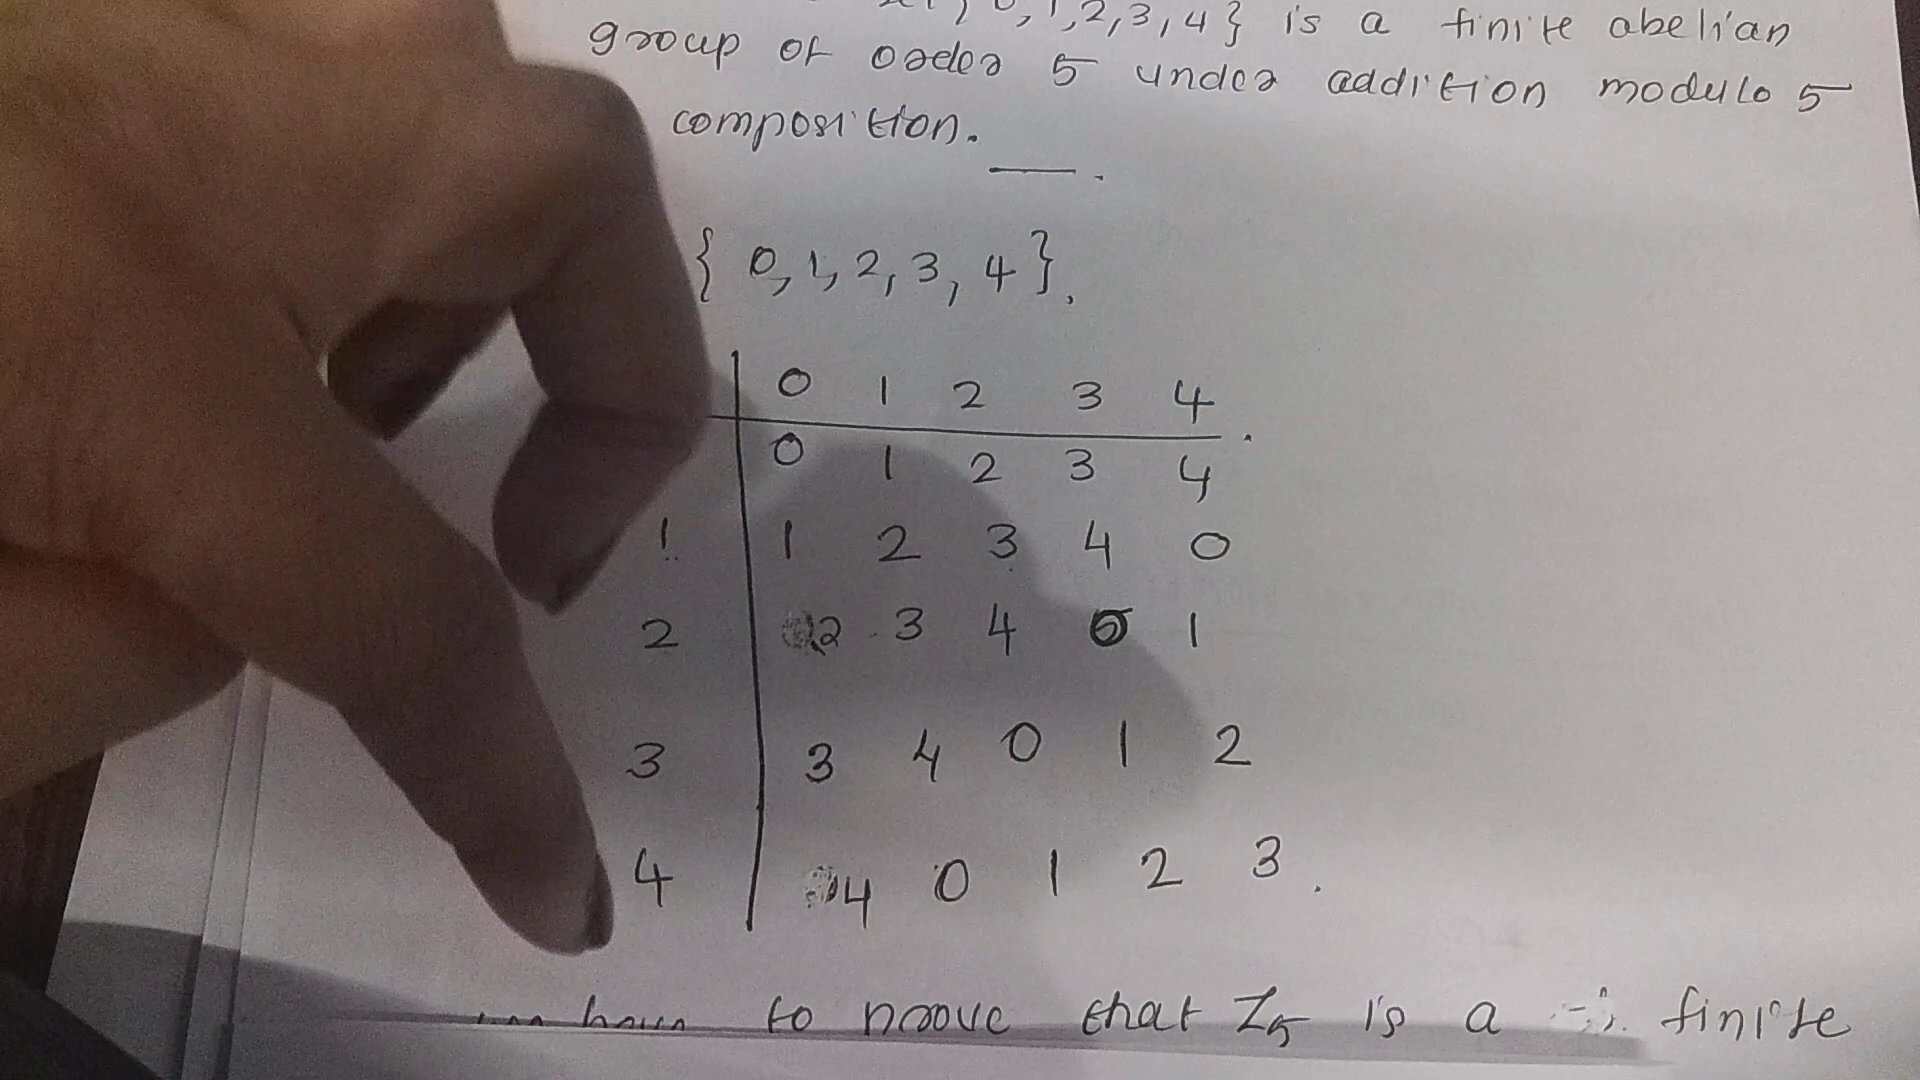 0, 1, 2, 3, 4 } is a finite abelian
group of order 5 under addition modulo 5
composition.
{ 0, 1, 2, 3, 4 }.
0 1 2 3 4
0 1 2 3 4
1 1 2 3 4 0
2 2 3 4 0 1
3 3 4 0 1 2
4 4 0 1 2 3
have to prove that Z5 is a finite